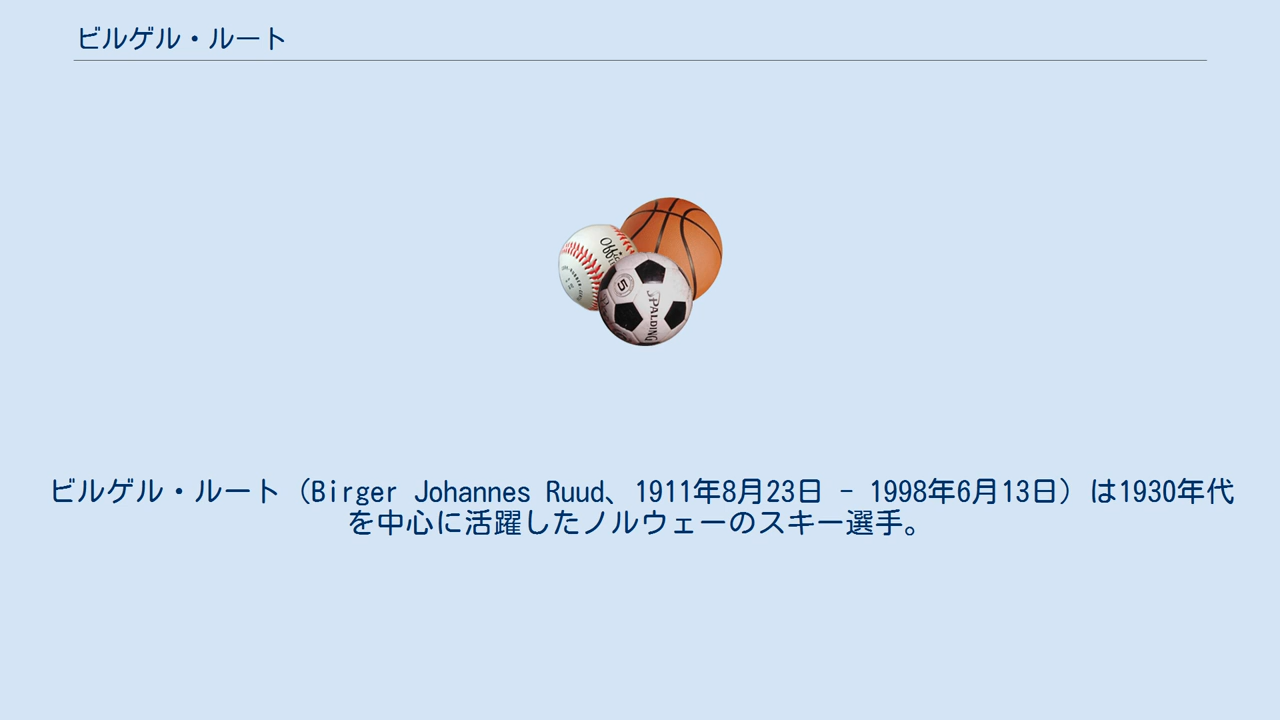 ビルゲル・ルート
Offic
5
SPALDING
ビルゲル・ルート（Birger Johannes Ruud、1911年8月23日 - 1998年6月13日）は1930年代
を中心に活躍したノルウェーのスキー選手。